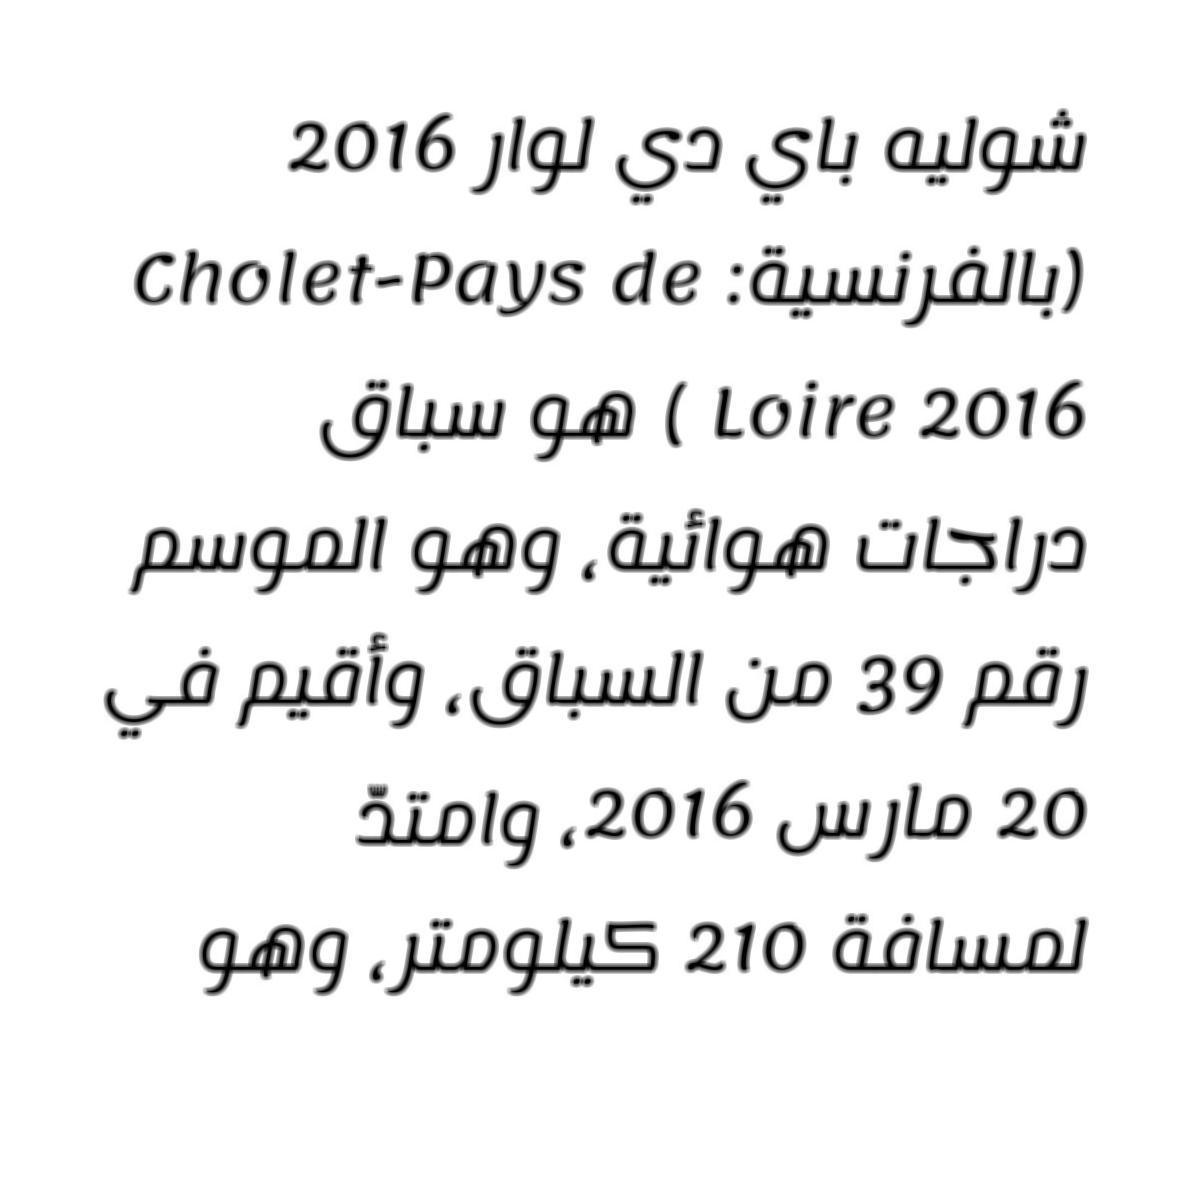 شوليه باي دي لوار 2016
(بالفرنسية: Cholet-Pays de
Loire 2016 ) هو سباق
دراجات هوائية، وهو الموسم
رقم 39 من السباق، وأقيم في
20 مارس 2016، وامتدّ
لمسافة 210 كيلومتر، وهو